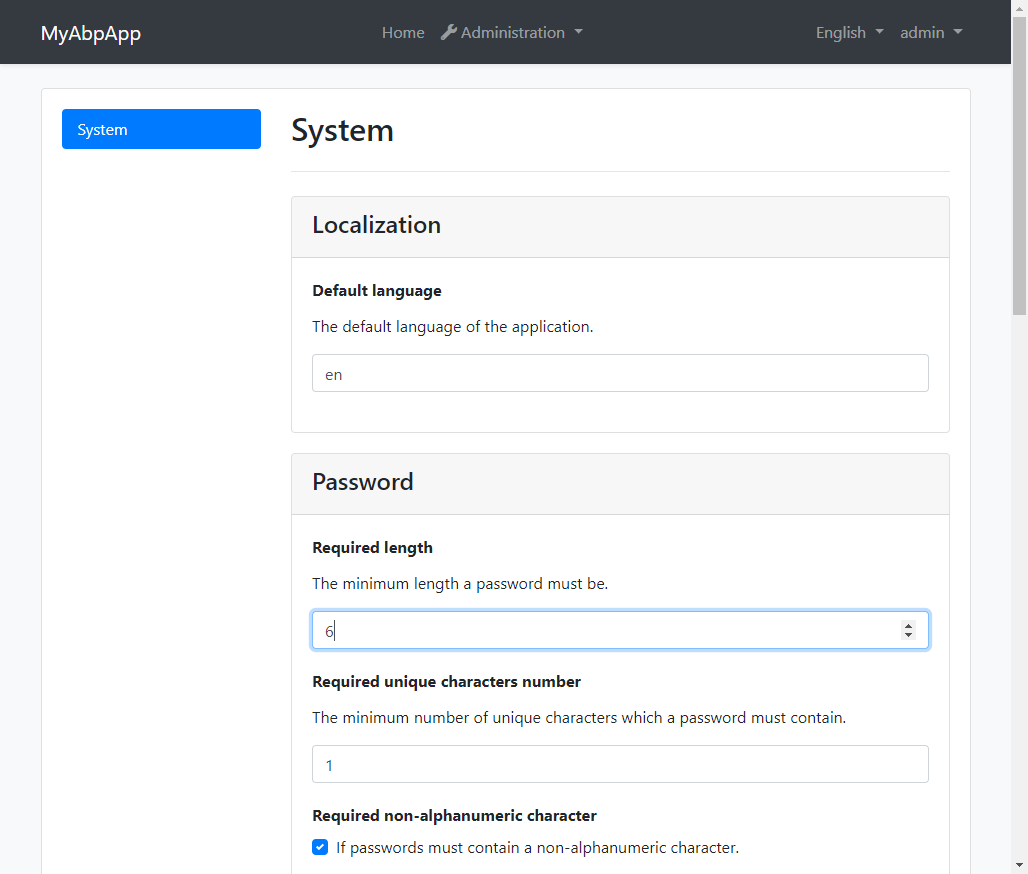 MyAbpApp Home Administration English admin
System
System
Localization
Default language
The default language of the application.
en
Password
Required length
The minimum length a password must be.
6
Required unique characters number
The minimum number of unique characters which a password must contain.
1
Required non-alphanumeric character
If passwords must contain a non-alphanumeric character.